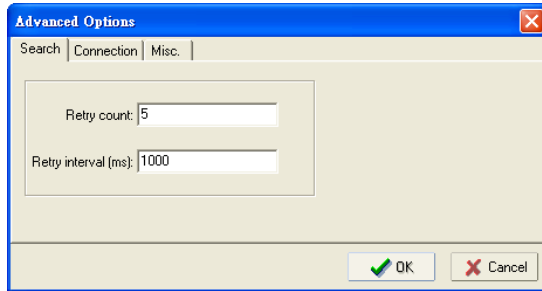 Advanced Options
Search Connection Misc.
Retry count: 5
Retry interval (ms): 1000
OK Cancel